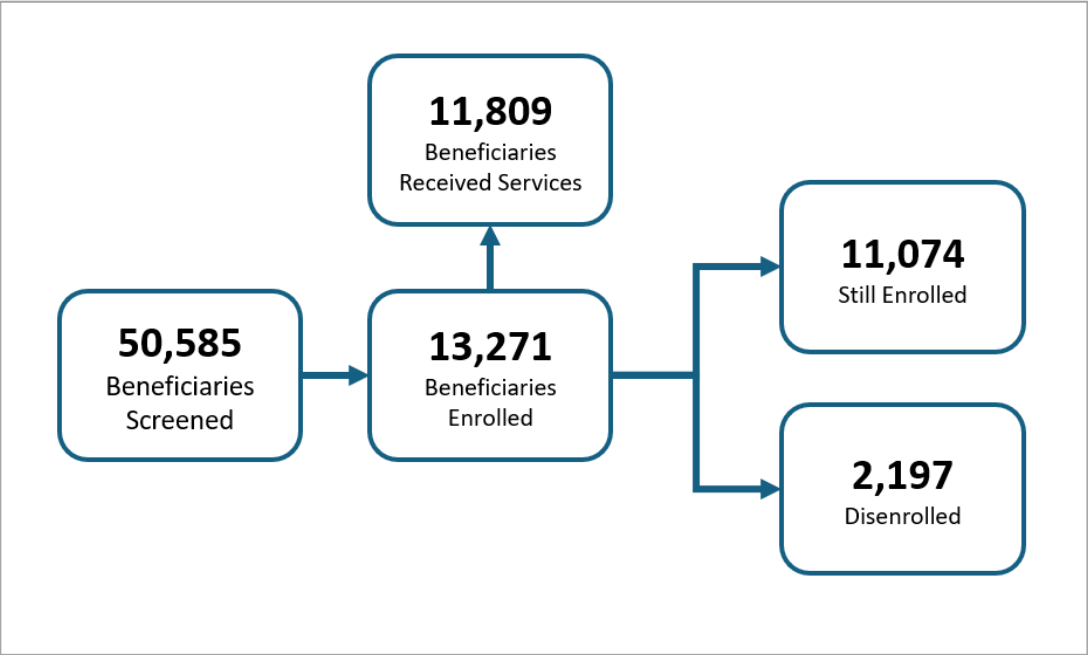 11,809
Beneficiaries
Received Services
50,585
Beneficiaries
Screened
13,271
Beneficiaries
Enrolled
11,074
Still Enrolled
2,197
Disenrolled